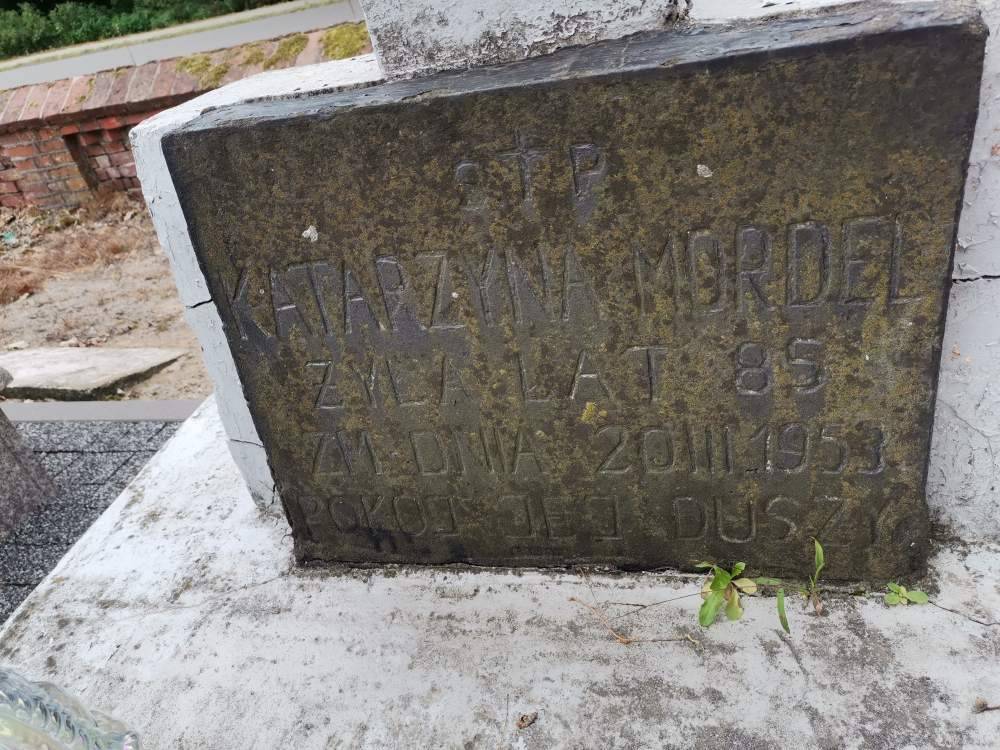 Ś † P
KATARZYNA MORDEL
ŻYŁA LAT 85
ZM. DNIA 20 III 1953
POKÓJ JEJ DUSZY